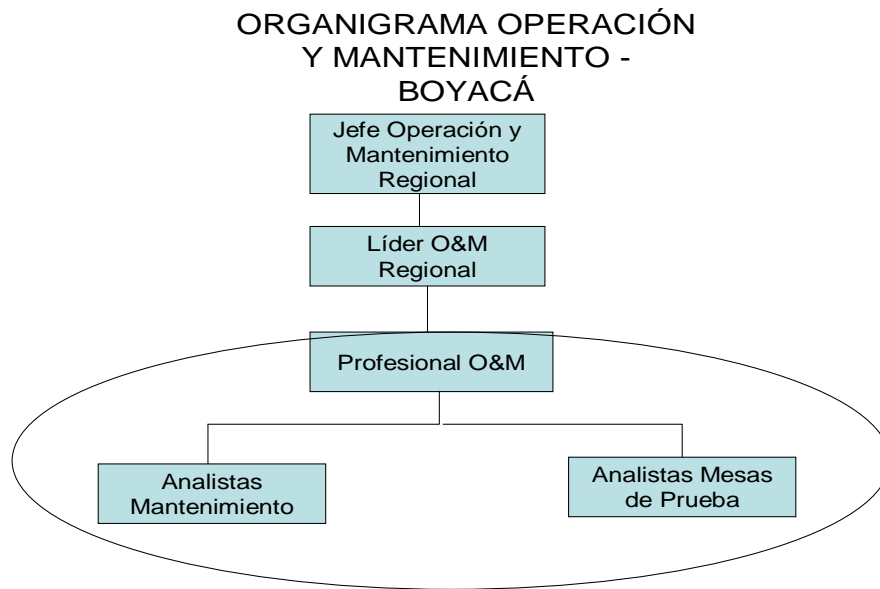 ORGANIGRAMA OPERACIÓN
Y MANTENIMIENTO -
BOYACÁ
Jefe Operación y
Mantenimiento
Regional
Líder O&M
Regional
Profesional O&M
Analistas
Mantenimiento
Analistas Mesas
de Prueba